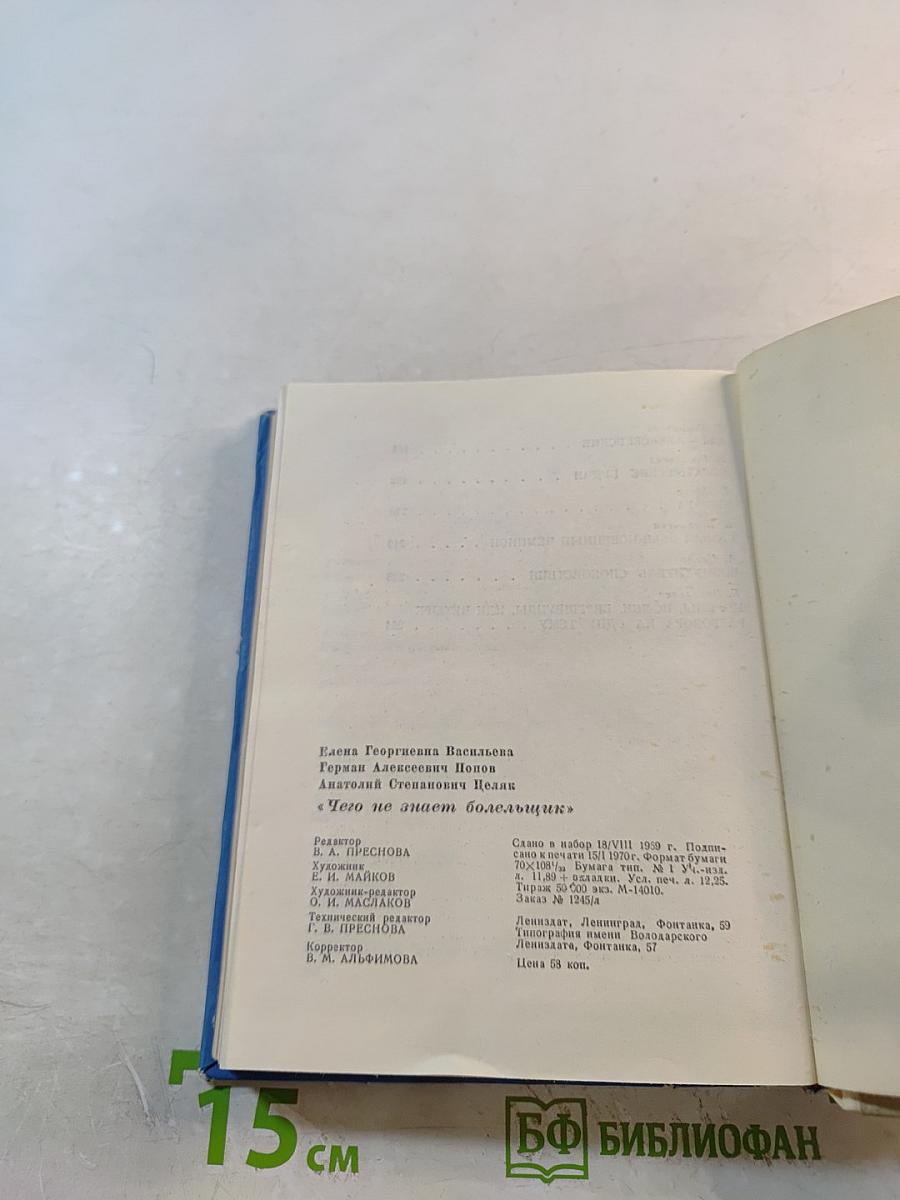 Елена Георгиевна Васильева
Герман Алексеевич Попов
Анатолий Степанович Целяк
«Чего не знает болельщик»
Редактор
В. А. ПРЕСНОВА
Художник
Е. И. МАЙКОВ
Художник-редактор
О. И. МАСЛАКОВ
Технический редактор
Г. В. ПРЕСНОВА
Корректор
В. М. АЛЬФИМОВА
Сдано в набор 18/VIII 1959 г. Подпи-
сано к печати 15/I 1970 г. Формат бумаги
70×108¹/₃₂ Бумага тип. № 1 Уч.-изд.
л. 11,89 + вкладки. Усл. печ. л. 12,25.
Тираж 50 000 экз. М-14010.
Заказ № 1245/л
Лениздат, Ленинград, Фонтанка, 59
Типография имени Володарского
Лениздата, Фонтанка, 57
Цена 58 коп.
15 см
БФ БИБЛИОФАН